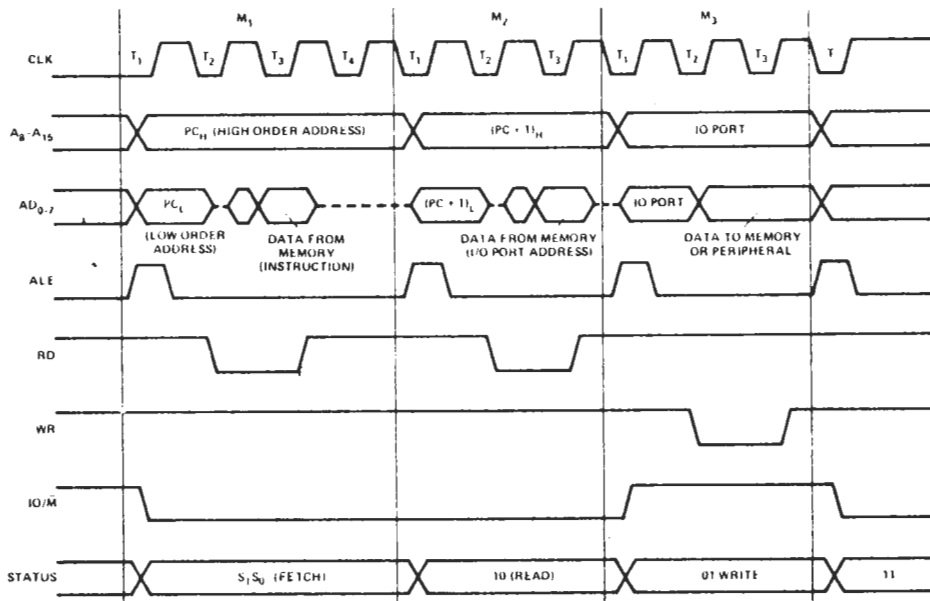 M1 M2 M3
CLK T1 T2 T3 T4 T1 T2 T3 T1 T2 T3 T
A8-A15 PCH (HIGH ORDER ADDRESS) (PC + 1)H IO PORT
AD0-7 PCL (PC + 1)L IO PORT
(LOW ORDER ADDRESS)
DATA FROM MEMORY (INSTRUCTION)
DATA FROM MEMORY (I/O PORT ADDRESS)
DATA TO MEMORY OR PERIPHERAL
ALE
RD
WR
IO/M̅
STATUS S1S0 (FETCH) 10 (READ) 01 WRITE 11